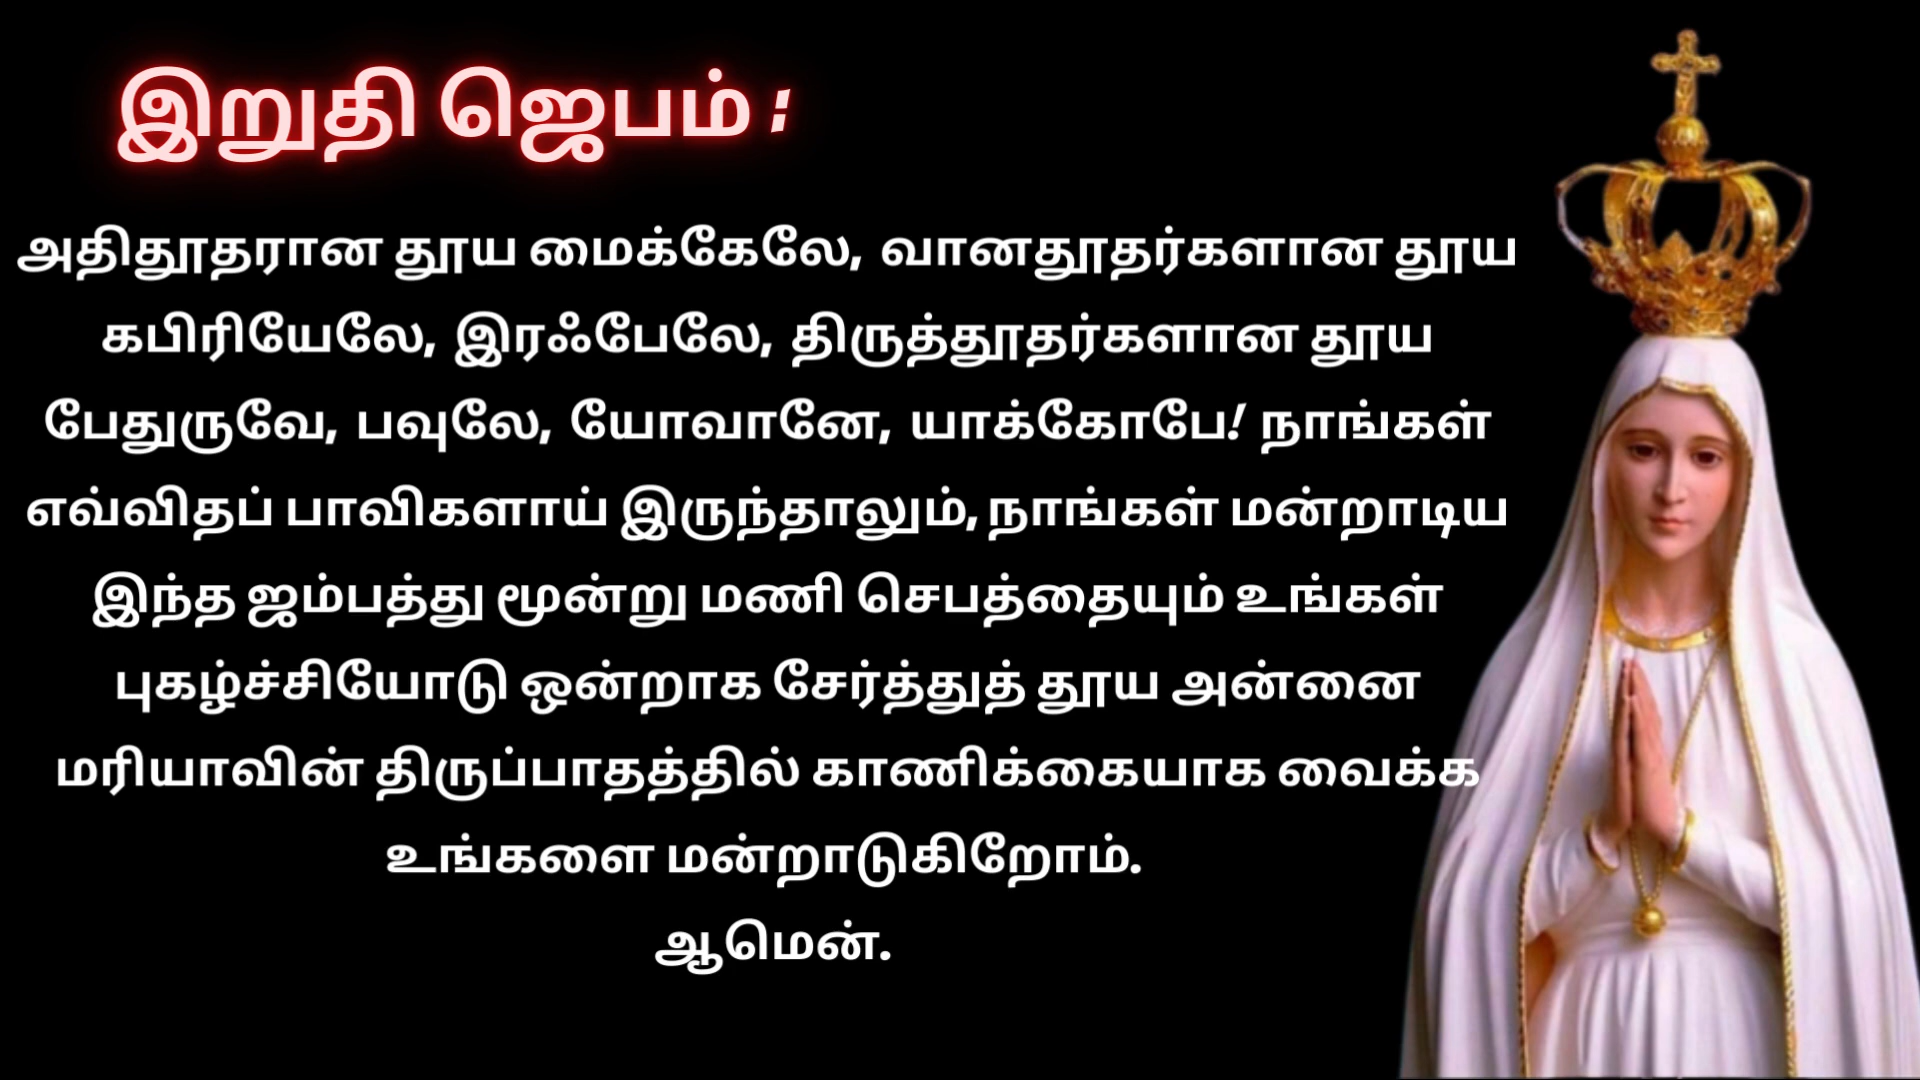 இறுதி ஜெபம் :
அதிதூதரான தூய மைக்கேலே, வானதூதர்களான தூய
கபிரியேலே, இரஃபேலே, திருத்தூதர்களான தூய
பேதுருவே, பவுலே, யோவானே, யாக்கோபே! நாங்கள்
எவ்விதப் பாவிகளாய் இருந்தாலும், நாங்கள் மன்றாடிய
இந்த ஜம்பத்து மூன்று மணி செபத்தையும் உங்கள்
புகழ்ச்சியோடு ஒன்றாக சேர்த்துத் தூய அன்னை
மரியாவின் திருப்பாதத்தில் காணிக்கையாக வைக்க
உங்களை மன்றாடுகிறோம்.
ஆமென்.